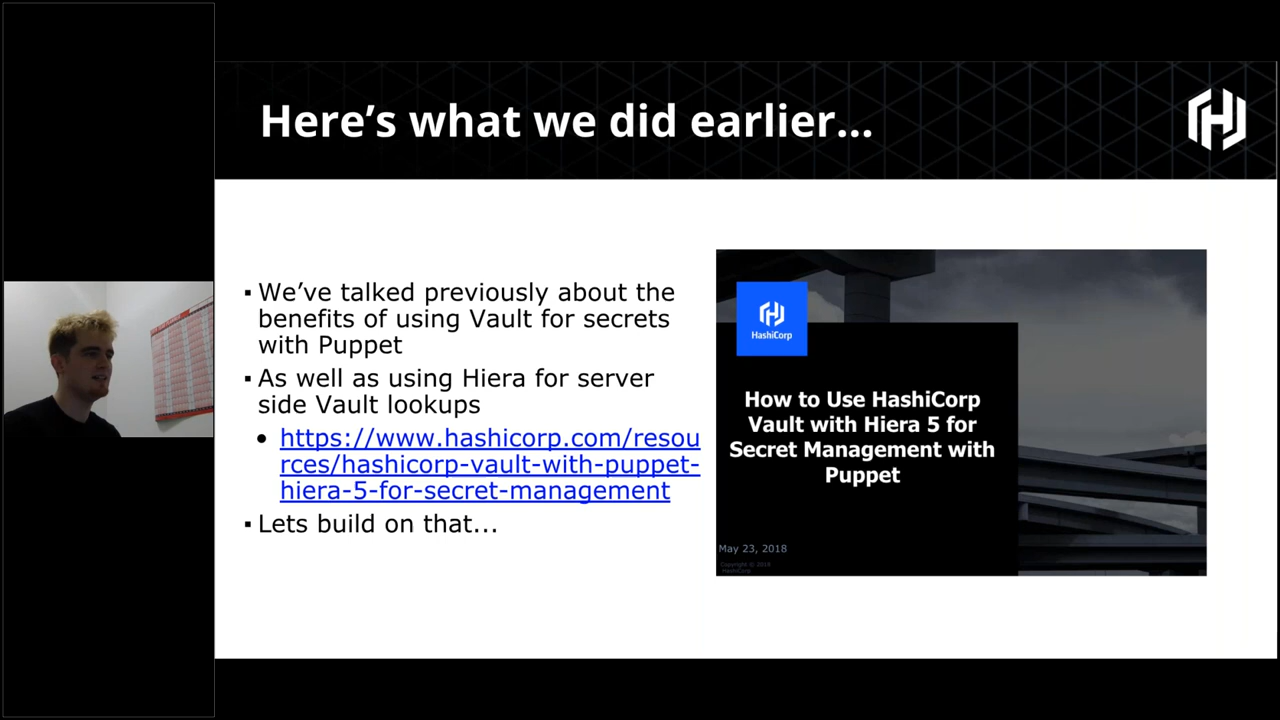 Here's what we did earlier...
▪ We've talked previously about the
benefits of using Vault for secrets
with Puppet
▪ As well as using Hiera for server
side Vault lookups
• https://www.hashicorp.com/resou
rces/hashicorp-vault-with-puppet-
hiera-5-for-secret-management
▪ Lets build on that...
HashiCorp
How to Use HashiCorp
Vault with Hiera 5 for
Secret Management with
Puppet
May 23, 2018
Copyright © 2018
HashiCorp